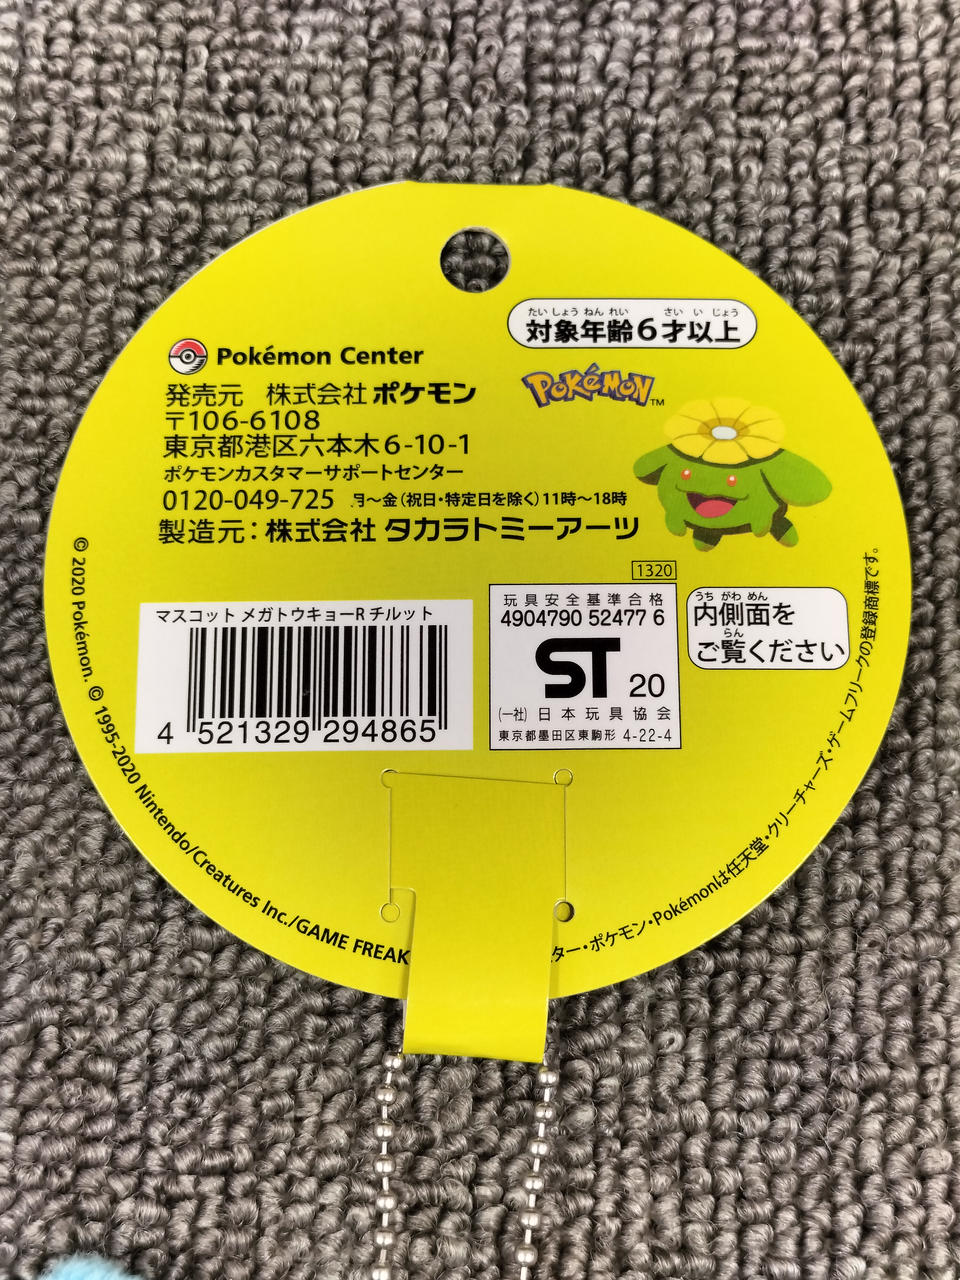 たいしょうねんれい さいいじょう
対象年齢6才以上
Pokémon Center
発売元 株式会社 ポケモン
POKéMON™
〒106-6108
東京都港区六本木6-10-1
ポケモンカスタマーサポートセンター
0120-049-725 月〜金(祝日・特定日を除く)11時〜18時
製造元:株式会社 タカラトミーアーツ
1320
マスコット メガトウキョーR チルット
4 521329 294865
玩具安全基準合格
4904790 52477 6
ST 20
(一社) 日本玩具協会
東京都墨田区東駒形 4-22-4
うちがわめん
内側面を
らん
ご覧ください
© 2020 Pokémon. © 1995-2020 Nintendo/Creatures Inc./GAME FREAK
ター・ポケモン・Pokémonは任天堂・クリーチャーズ・ゲームフリークの登録商標です。